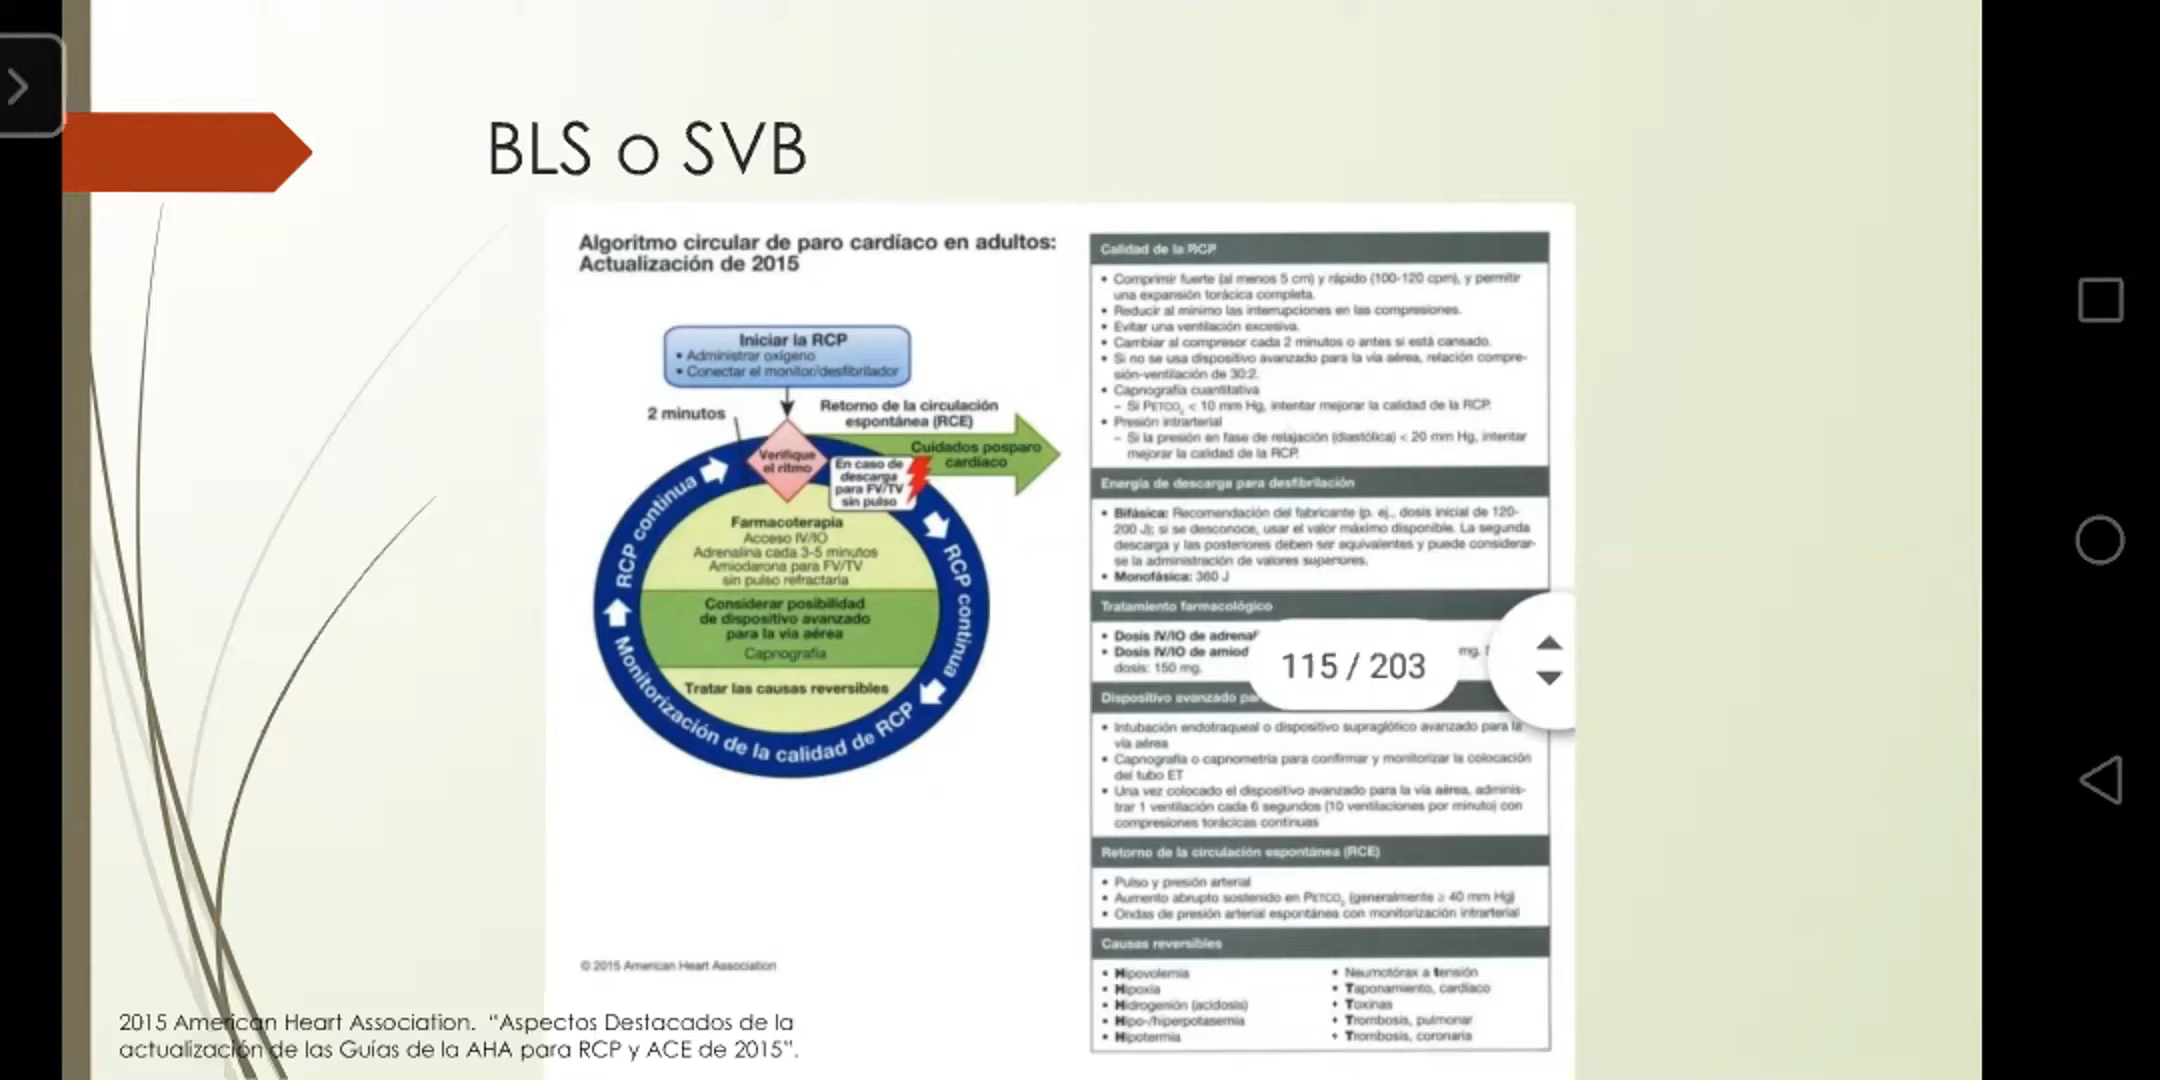 BLS o SVB
Algoritmo circular de paro cardíaco en adultos:
Actualización de 2015
Iniciar la RCP
• Administrar oxígeno
• Conectar el monitor/desfibrilador
2 minutos
Retorno de la circulación
espontánea (RCE)
Cuidados posparo
cardíaco
Verifique
el ritmo
En caso de
descarga
para FV/TV
sin pulso
RCP continua
RCP continua
Monitorización de la calidad de RCP
Farmacoterapia
Acceso IV/IO
Adrenalina cada 3-5 minutos
Amiodarona para FV/TV
sin pulso refractaria
Considerar posibilidad
de dispositivo avanzado
para la vía aérea
Capnografía
Tratar las causas reversibles
© 2015 American Heart Association
Calidad de la RCP
• Comprimir fuerte (al menos 5 cm) y rápido (100-120 cpm), y permitir
una expansión torácica completa.
• Reducir al mínimo las interrupciones en las compresiones.
• Evitar una ventilación excesiva.
• Cambiar al compresor cada 2 minutos o antes si está cansado.
• Si no se usa dispositivo avanzado para la vía aérea, relación compre-
sión-ventilación de 30:2.
• Capnografía cuantitativa
– Si PETCO₂ < 10 mm Hg, intentar mejorar la calidad de la RCP.
• Presión intrarterial
– Si la presión en fase de relajación (diastólica) < 20 mm Hg, intentar
mejorar la calidad de la RCP.
Energía de descarga para desfibrilación
• Bifásica: Recomendación del fabricante (p. ej., dosis inicial de 120-
200 J); si se desconoce, usar el valor máximo disponible. La segunda
descarga y las posteriores deben ser equivalentes y puede considerar-
se la administración de valores superiores.
• Monofásica: 360 J
Tratamiento farmacológico
• Dosis IV/IO de
• Dosis IV/IO de mg.
dosis: 150 mg.
115 / 203
Dispositivo avanzado
• Intubación endotraqueal o dispositivo supraglótico avanzado para la
vía aérea
• Capnografía o capnometría para confirmar y monitorizar la colocación
del tubo ET
• Una vez colocado el dispositivo avanzado para la vía aérea, adminis-
trar 1 ventilación cada 6 segundos (10 ventilaciones por minuto) con
compresiones torácicas continuas
Retorno de la circulación espontánea (RCE)
• Pulso y presión arterial
• Aumento abrupto sostenido en PETCO₂ (generalmente ≥ 40 mm Hg)
• Ondas de presión arterial espontánea con monitorización intrarterial
Causas reversibles
• Hipovolemia
• Hipoxia
• Hidrogenión (acidosis)
• Hipo-/hiperpotasemia
• Hipotermia
• Neumotórax a tensión
• Taponamiento, cardíaco
• Toxinas
• Trombosis, pulmonar
• Trombosis, coronaria
2015 American Heart Association. “Aspectos Destacados de la
actualización de las Guías de la AHA para RCP y ACE de 2015”.